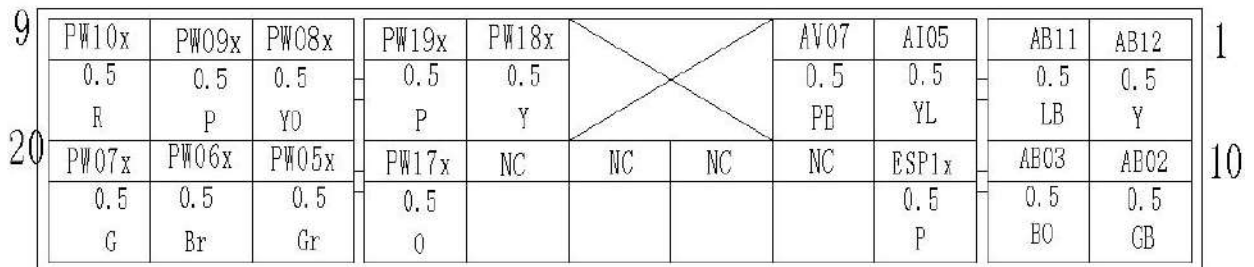 9 PW10x PW09x PW08x PW19x PW18x AV07 AI05 AB11 AB12 1
0.5 0.5 0.5 0.5 0.5 0.5 0.5 0.5 0.5
R P YO P Y PB YL LB Y
20 PW07x PW06x PW05x PW17x NC NC NC NC ESP1x AB03 AB02 10
0.5 0.5 0.5 0.5 0.5 0.5 0.5
G Br Gr O P BO GB